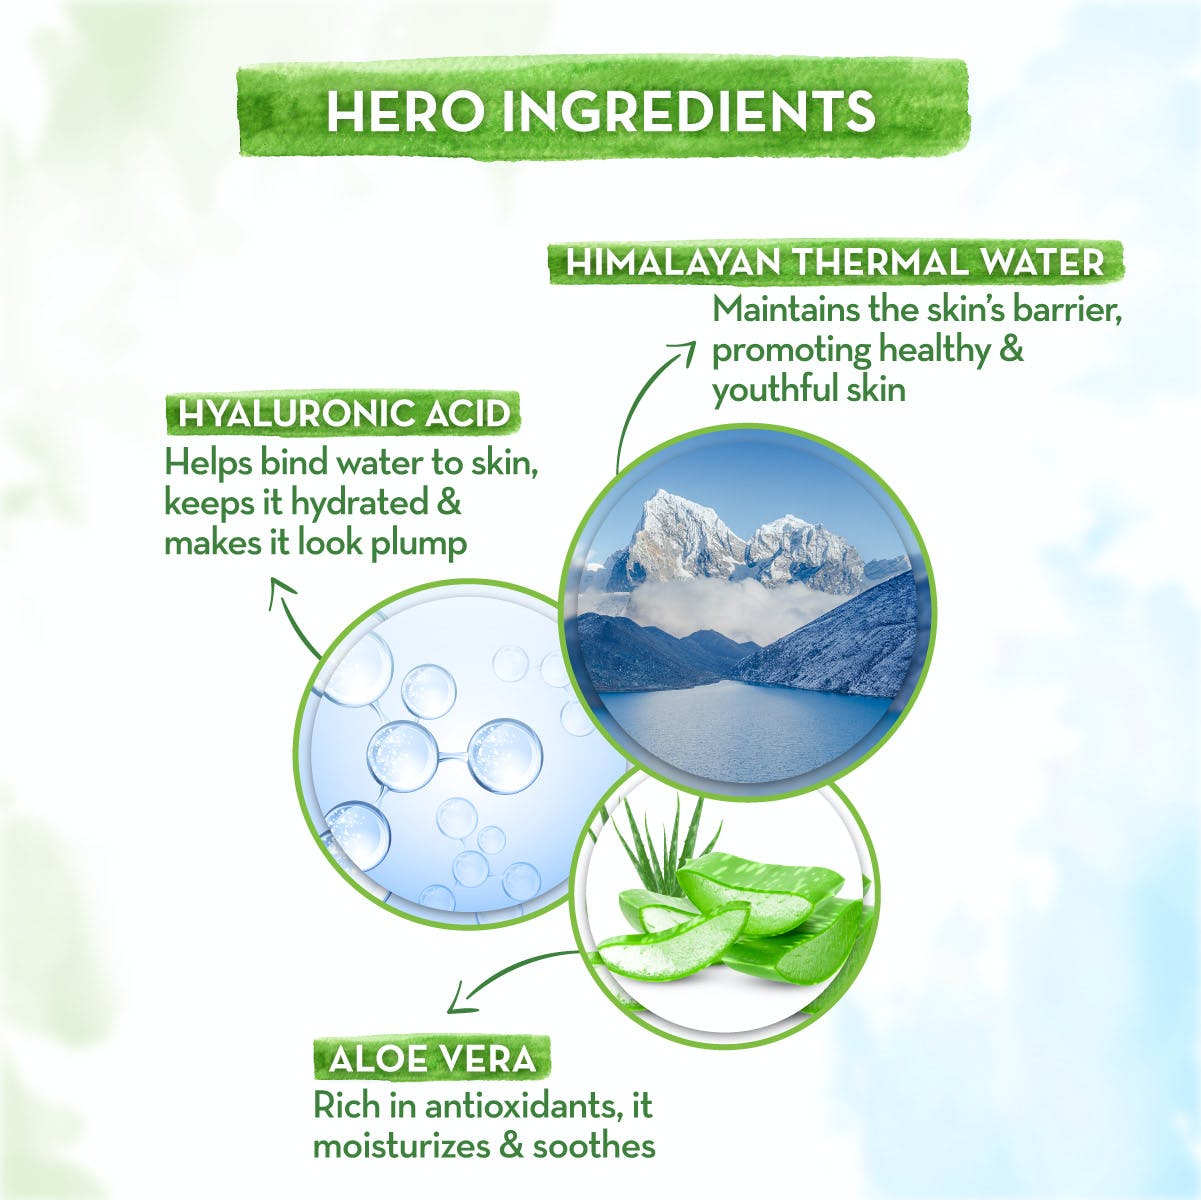 HERO INGREDIENTS
HIMALAYAN THERMAL WATER
Maintains the skin's barrier,
promoting healthy &
youthful skin
HYALURONIC ACID
Helps bind water to skin,
keeps it hydrated &
makes it look plump
ALOE VERA
Rich in antioxidants, it
moisturizes & soothes